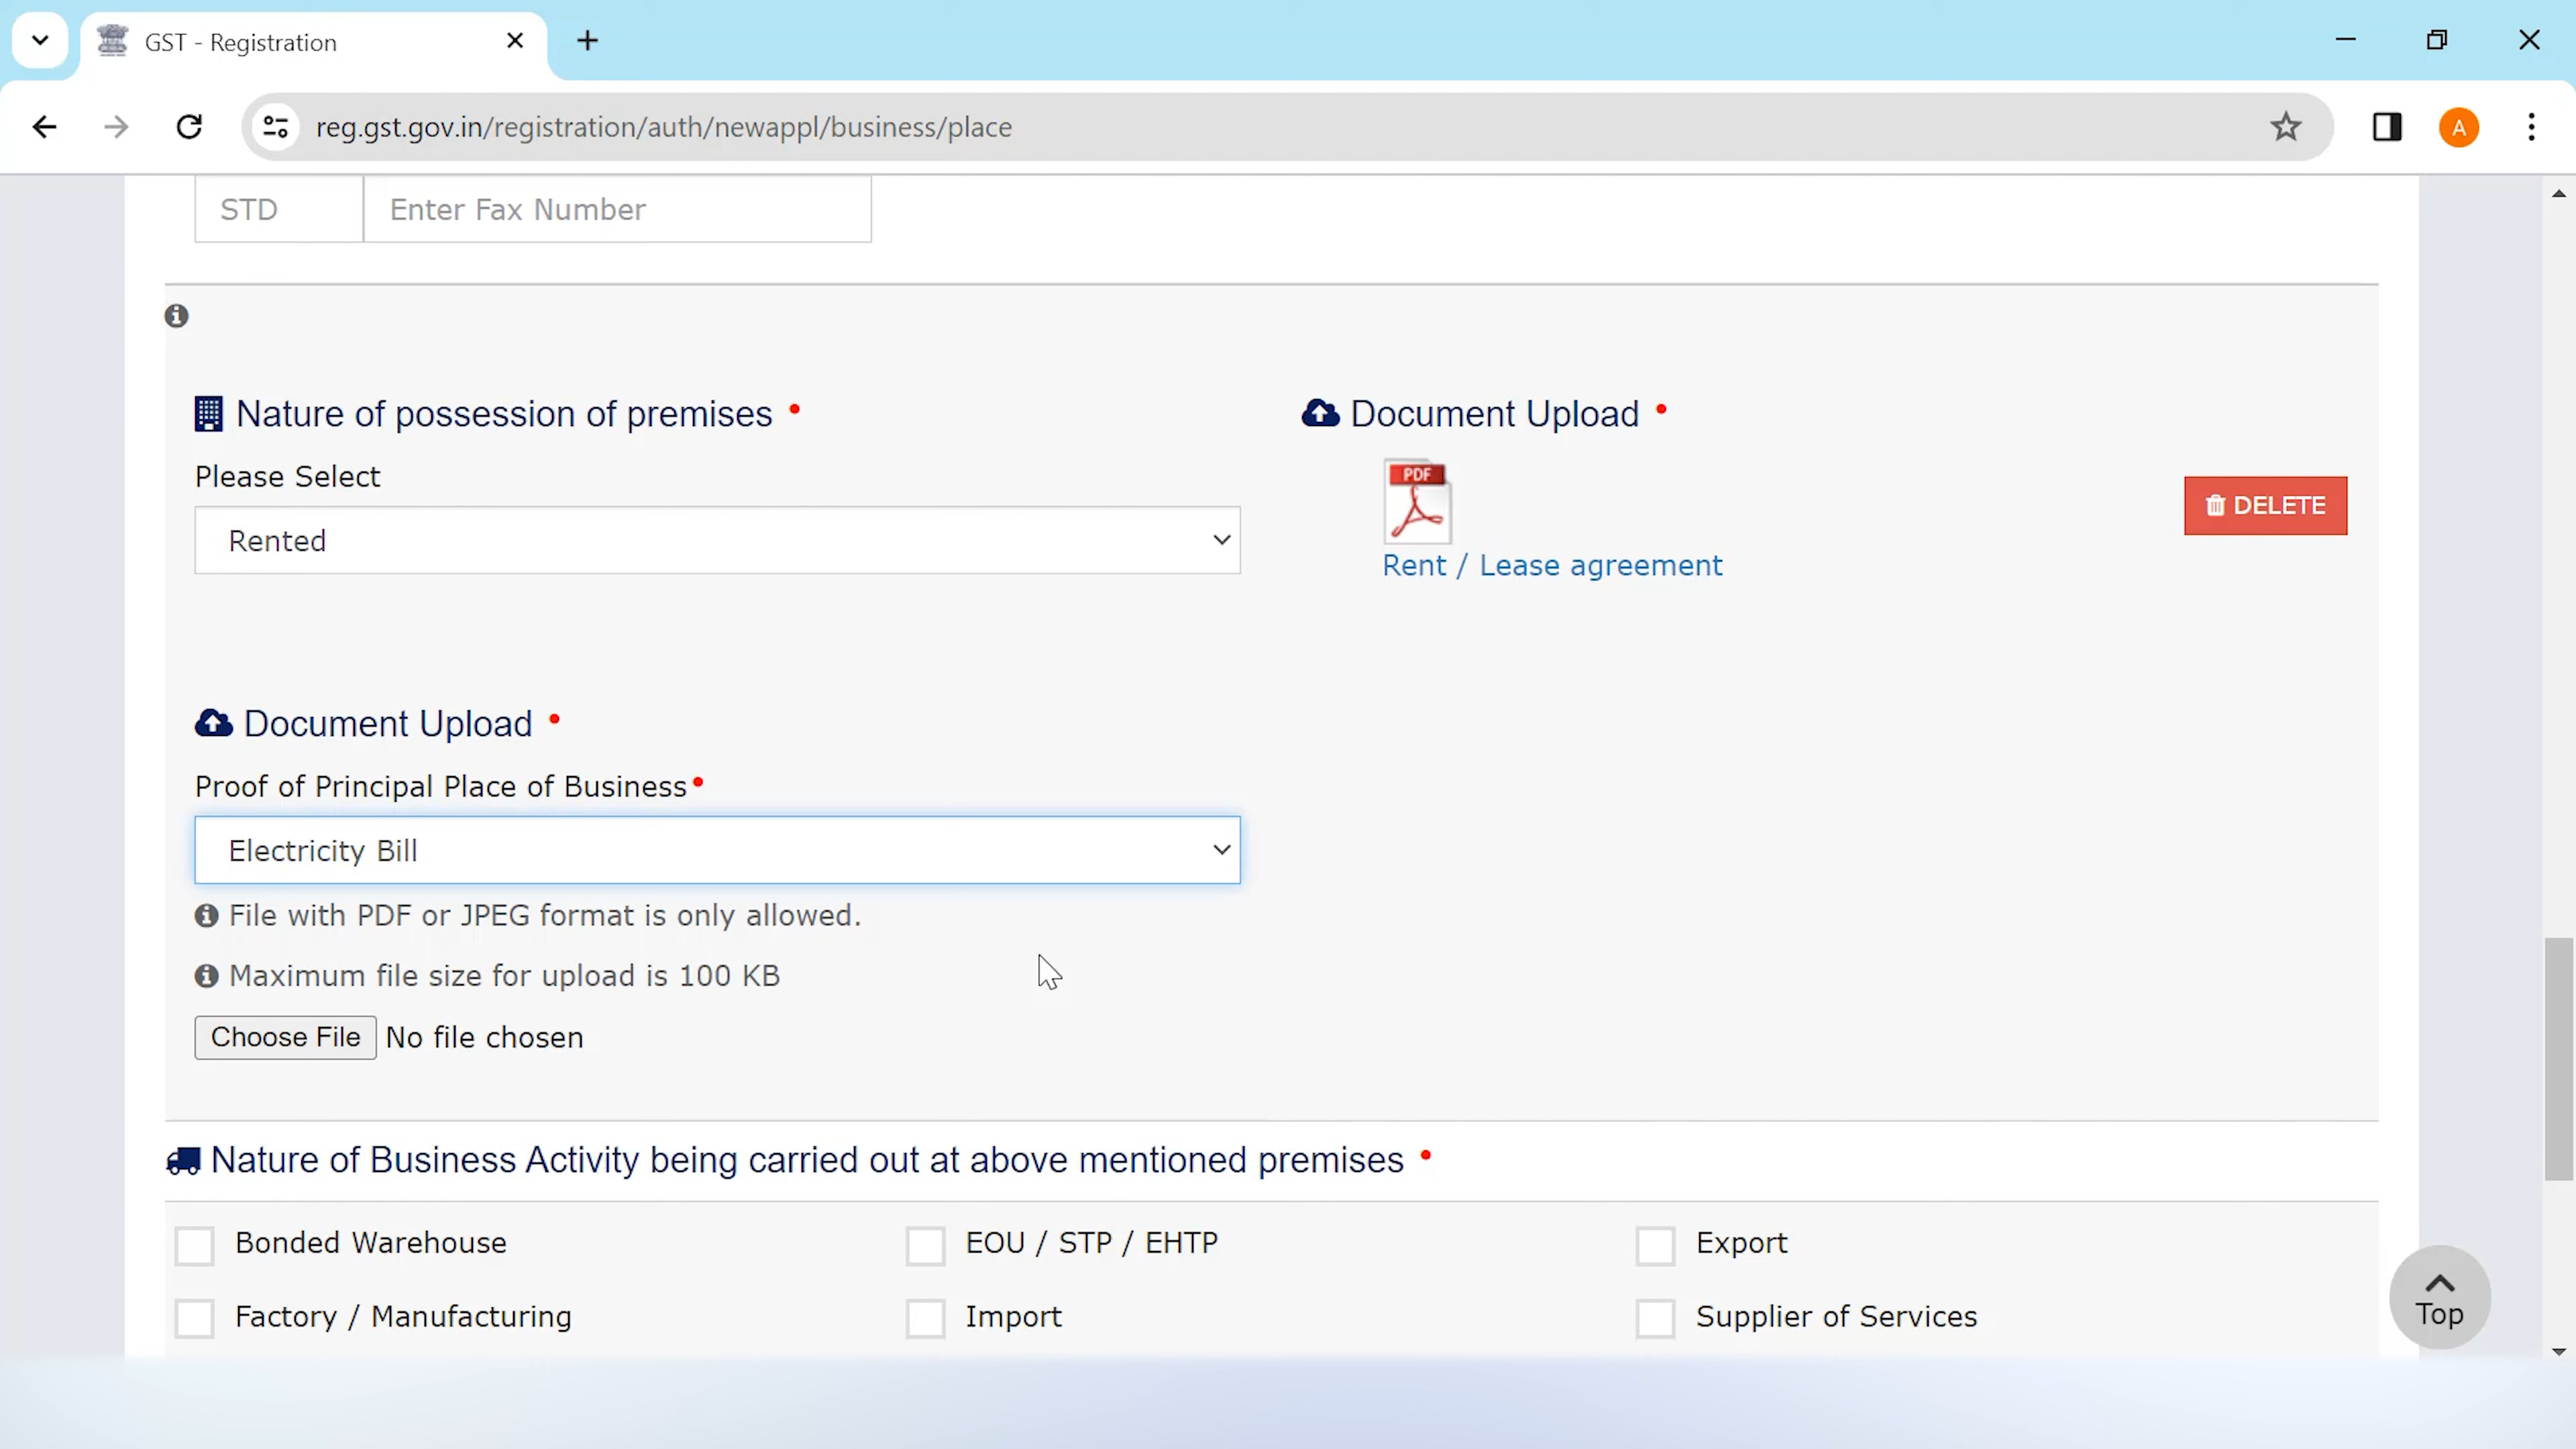 GST - Registration
A
reg.gst.gov.in/registration/auth/newappl/business/place
STD
Enter Fax Number
Nature of possession of premises •
Please Select
Rented
Document Upload •
PDF
Rent / Lease agreement
DELETE
Document Upload •
Proof of Principal Place of Business•
Electricity Bill
File with PDF or JPEG format is only allowed.
Maximum file size for upload is 100 KB
Choose File No file chosen
Nature of Business Activity being carried out at above mentioned premises •
Bonded Warehouse
EOU / STP / EHTP
Export
Factory / Manufacturing
Import
Supplier of Services
Top